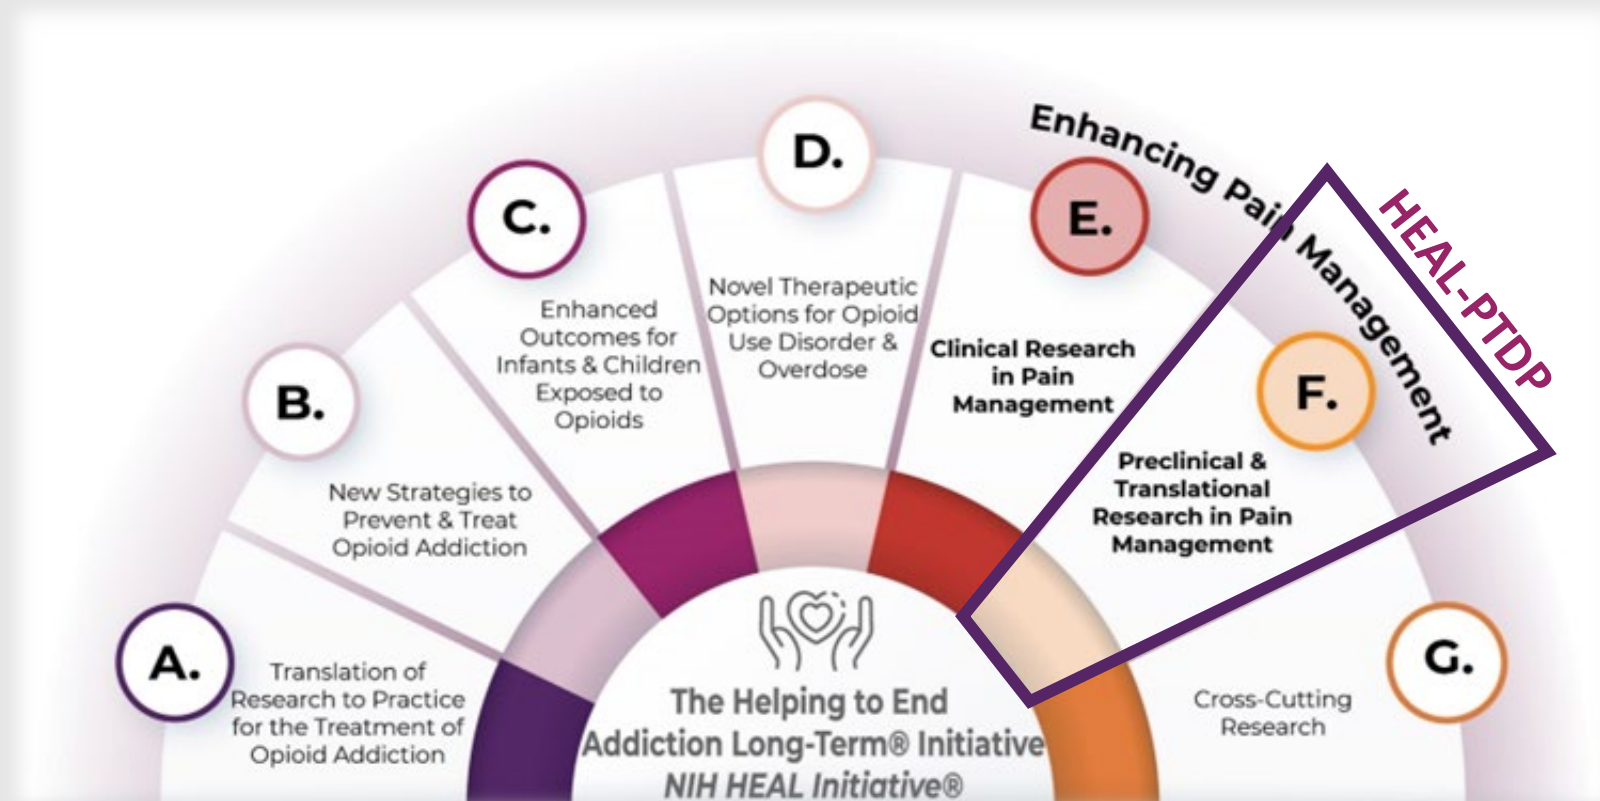 A.
Translation of
Research to Practice
for the Treatment of
Opioid Addiction
B.
New Strategies to
Prevent & Treat
Opioid Addiction
C.
Enhanced
Outcomes for
Infants & Children
Exposed to
Opioids
D.
Novel Therapeutic
Options for Opioid
Use Disorder &
Overdose
Enhancing Pain Management
E.
Clinical Research
in Pain
Management
HEAL-PTDP
F.
Preclinical &
Translational
Research in Pain
Management
G.
Cross-Cutting
Research
The Helping to End
Addiction Long-Term® Initiative
NIH HEAL Initiative®